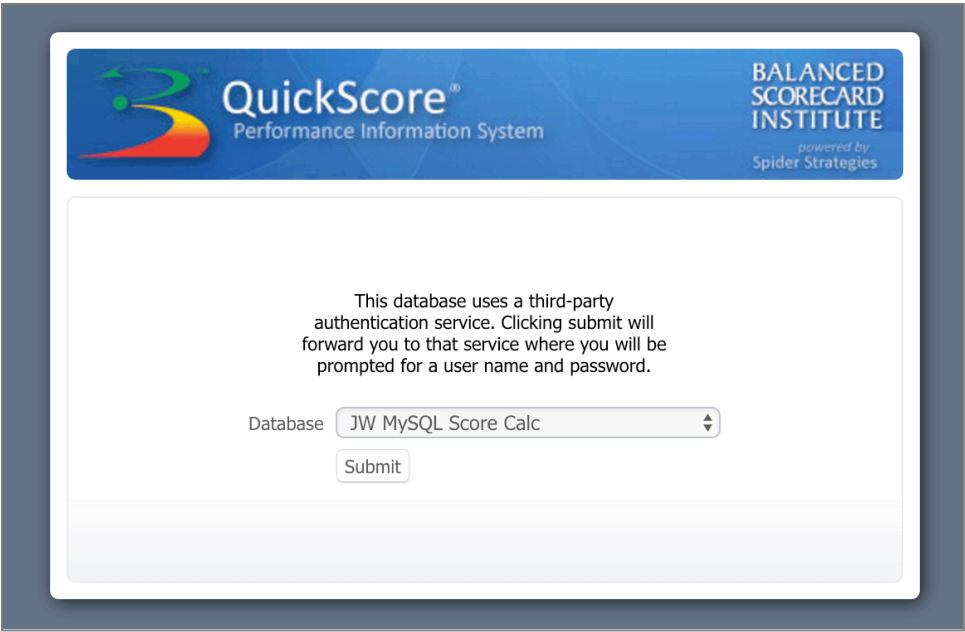 QuickScore®
Performance Information System
BALANCED
SCORECARD
INSTITUTE
powered by
Spider Strategies
This database uses a third-party
authentication service. Clicking submit will
forward you to that service where you will be
prompted for a user name and password.
Database JW MySQL Score Calc
Submit